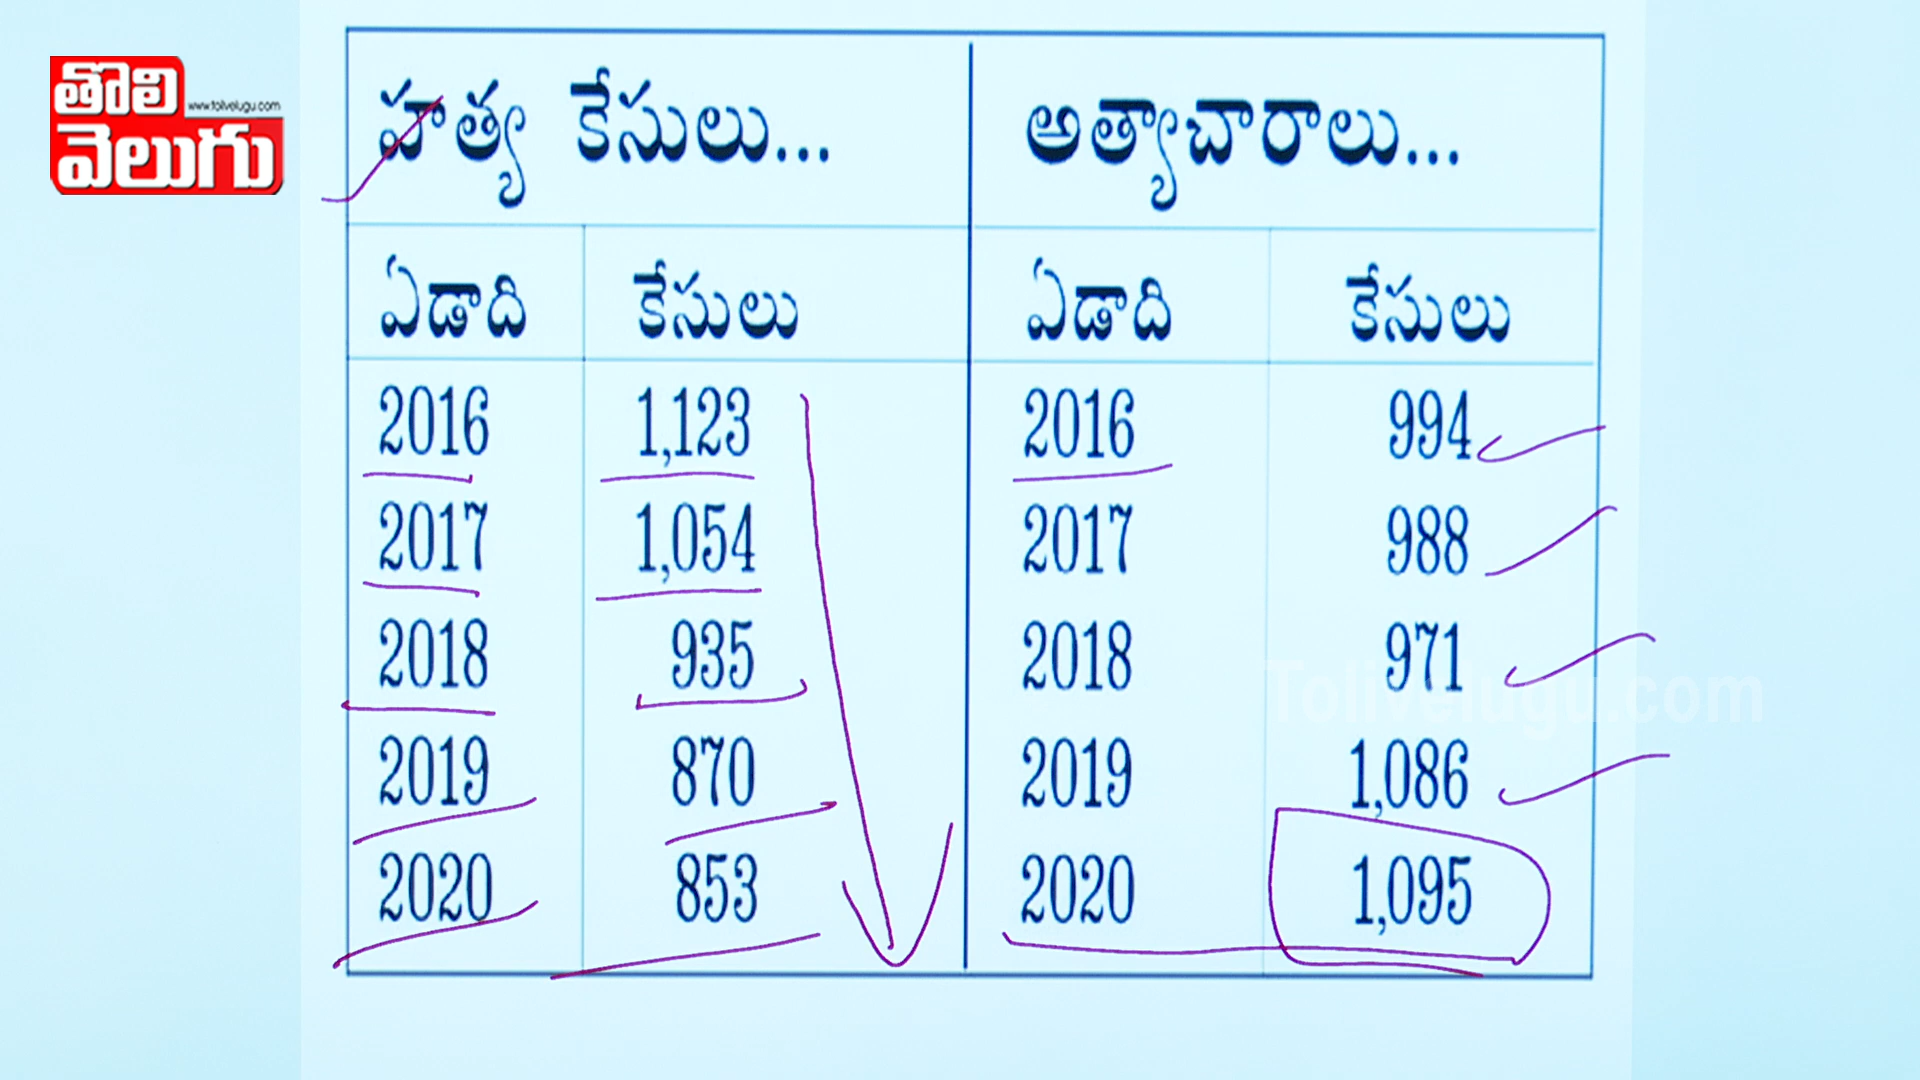 తొలి
www.tolivelugu.com
వెలుగు
హత్య కేసులు... అత్యాచారాలు...
ఏడాది కేసులు ఏడాది కేసులు
2016 1,123 2016 994
2017 1,054 2017 988
2018 935 2018 971
Tolivelugu.com
2019 870 2019 1,086
2020 853 2020 1,095